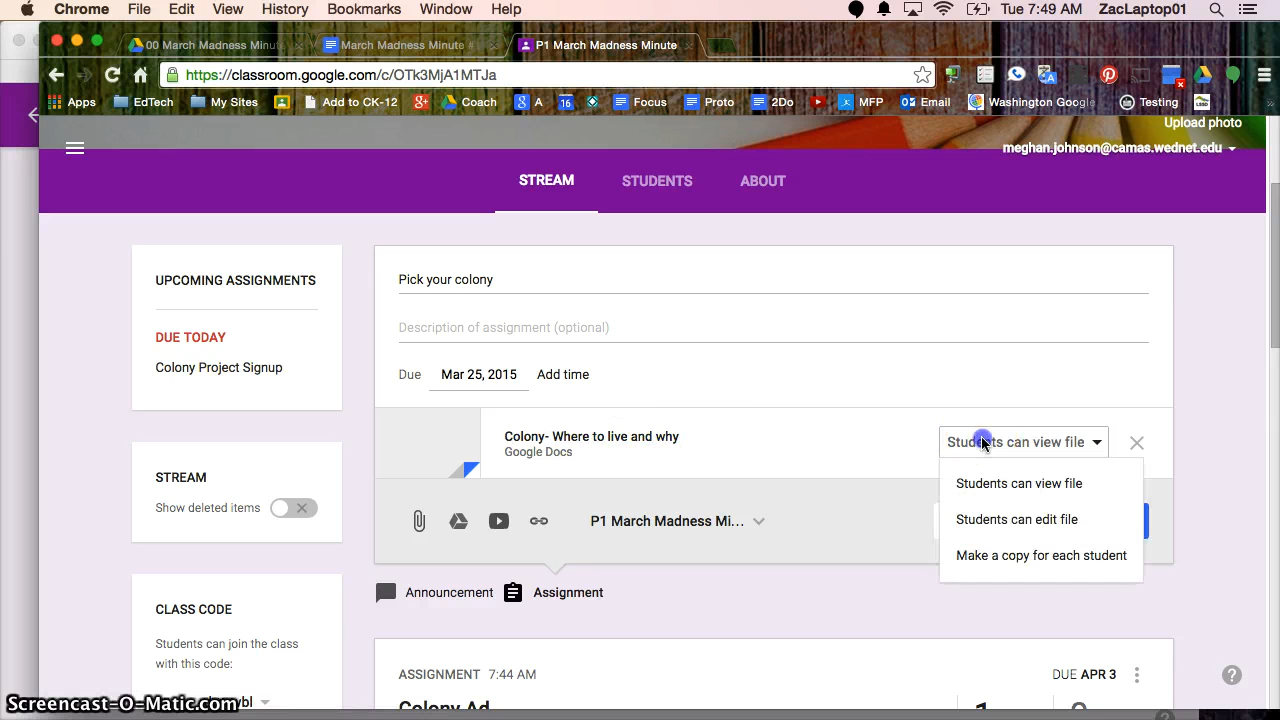 Chrome File Edit View History Bookmarks Window Help Tue 7:49 AM ZacLaptop01
00 March Madness Minute March Madness Minute P1 March Madness Minute
https://classroom.google.com/c/OTk3MjA1MTJa
Apps EdTech My Sites Add to CK-12 Coach A 16 Focus Proto 2Do MFP Email Washington Google Testing
Upload photo
meghan.johnson@camas.wednet.edu
STREAM STUDENTS ABOUT
UPCOMING ASSIGNMENTS
DUE TODAY
Colony Project Signup
Pick your colony
Description of assignment (optional)
Due Mar 25, 2015 Add time
Colony- Where to live and why
Google Docs
Students can view file
Students can view file
Students can edit file
Make a copy for each student
STREAM
Show deleted items
P1 March Madness Mi...
Announcement Assignment
CLASS CODE
Students can join the class
with this code:
ASSIGNMENT 7:44 AM DUE APR 3
Colony Ad
Screencast-O-Matic.com